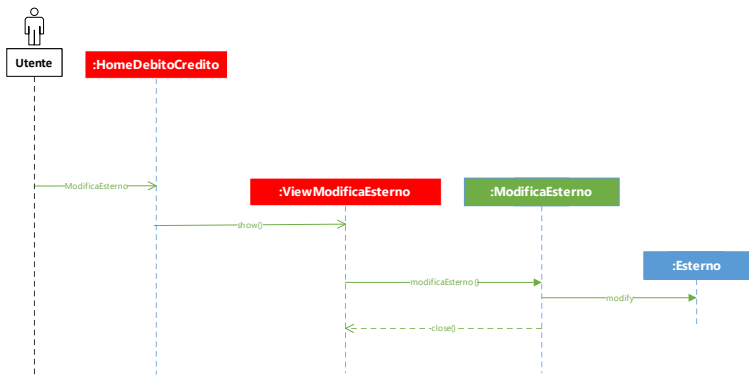 Utente
:HomeDebitoCredito
ModificaEsterno
:ViewModificaEsterno
:ModificaEsterno
show()
:Esterno
modificaEsterno()
modify
close()